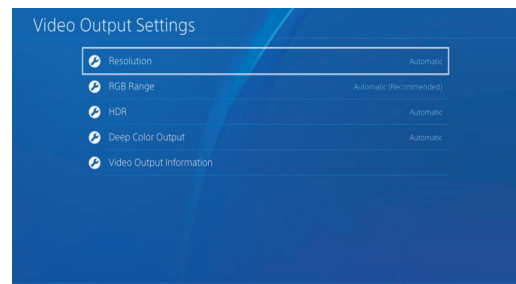 Video Output Settings
Resolution Automatic
RGB Range Automatic (Recommended)
HDR Automatic
Deep Color Output Automatic
Video Output Information